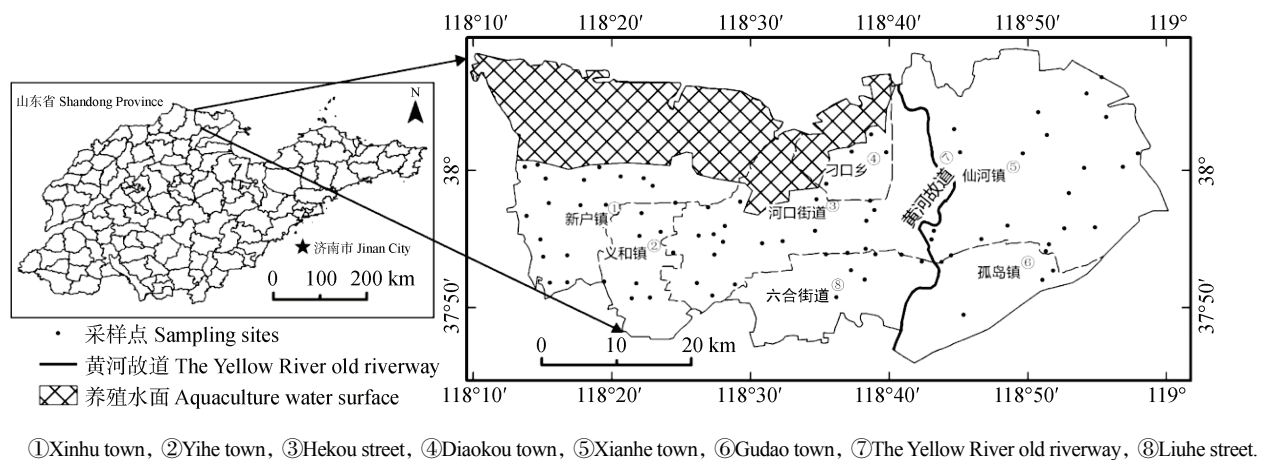 118°10′ 118°20′ 118°30′ 118°40′ 118°50′ 119°
山东省 Shandong Province
N
济南市 Jinan City
0 100 200 km
38°
37°50′
刁口乡④
⑦
仙河镇⑤
黄河故道
新户镇①
河口街道③
义和镇②
孤岛镇⑥
六合街道⑧
0 10 20 km
38°
37°50′
118°10′ 118°20′ 118°30′ 118°40′ 118°50′ 119°
采样点 Sampling sites
黄河故道 The Yellow River old riverway
养殖水面 Aquaculture water surface
①Xinhu town, ②Yihe town, ③Hekou street, ④Diaokou town, ⑤Xianhe town, ⑥Gudao town, ⑦The Yellow River old riverway, ⑧Liuhe street.